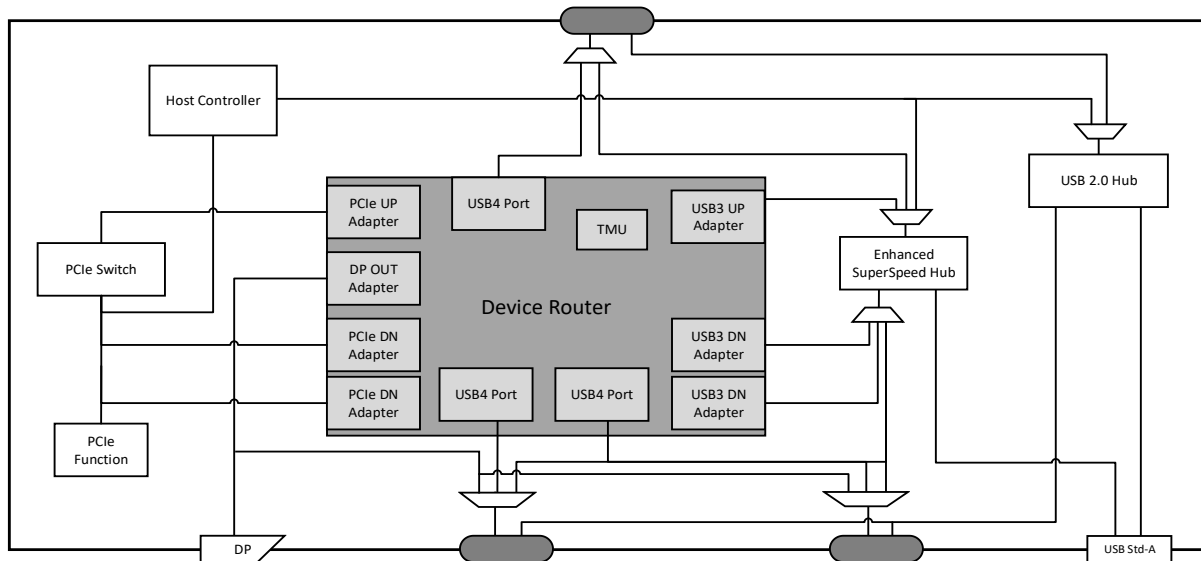 Host Controller
USB 2.0 Hub
PCIe UP
Adapter
USB4 Port
TMU
USB3 UP
Adapter
PCIe Switch
DP OUT
Adapter
Enhanced
SuperSpeed Hub
Device Router
PCIe DN
Adapter
USB3 DN
Adapter
PCIe DN
Adapter
USB4 Port
USB4 Port
USB3 DN
Adapter
PCIe
Function
DP
USB Std-A